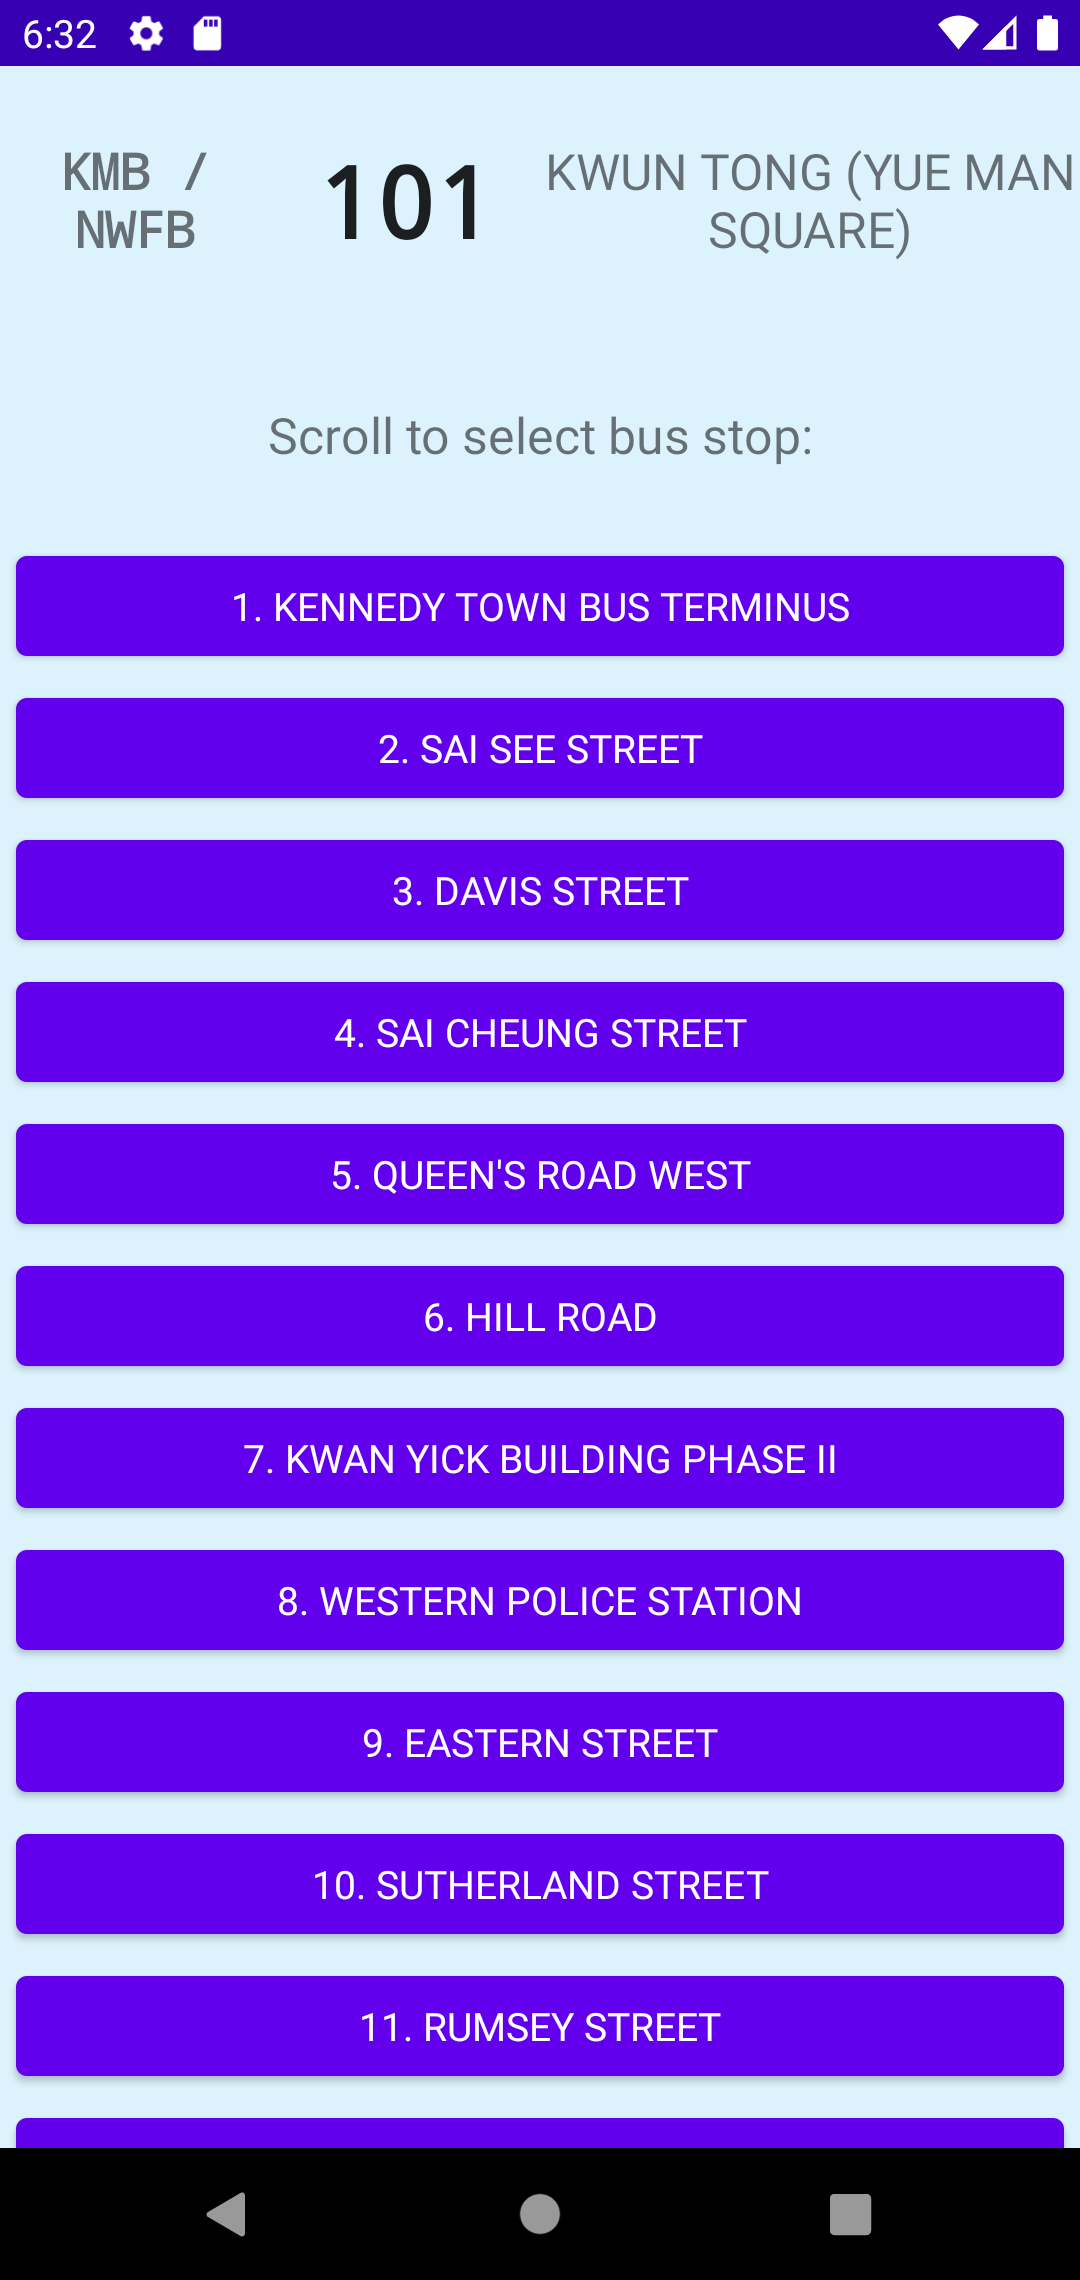 6:32
KMB /
NWFB
101
KWUN TONG (YUE MAN
SQUARE)
Scroll to select bus stop:
1. KENNEDY TOWN BUS TERMINUS
2. SAI SEE STREET
3. DAVIS STREET
4. SAI CHEUNG STREET
5. QUEEN'S ROAD WEST
6. HILL ROAD
7. KWAN YICK BUILDING PHASE II
8. WESTERN POLICE STATION
9. EASTERN STREET
10. SUTHERLAND STREET
11. RUMSEY STREET